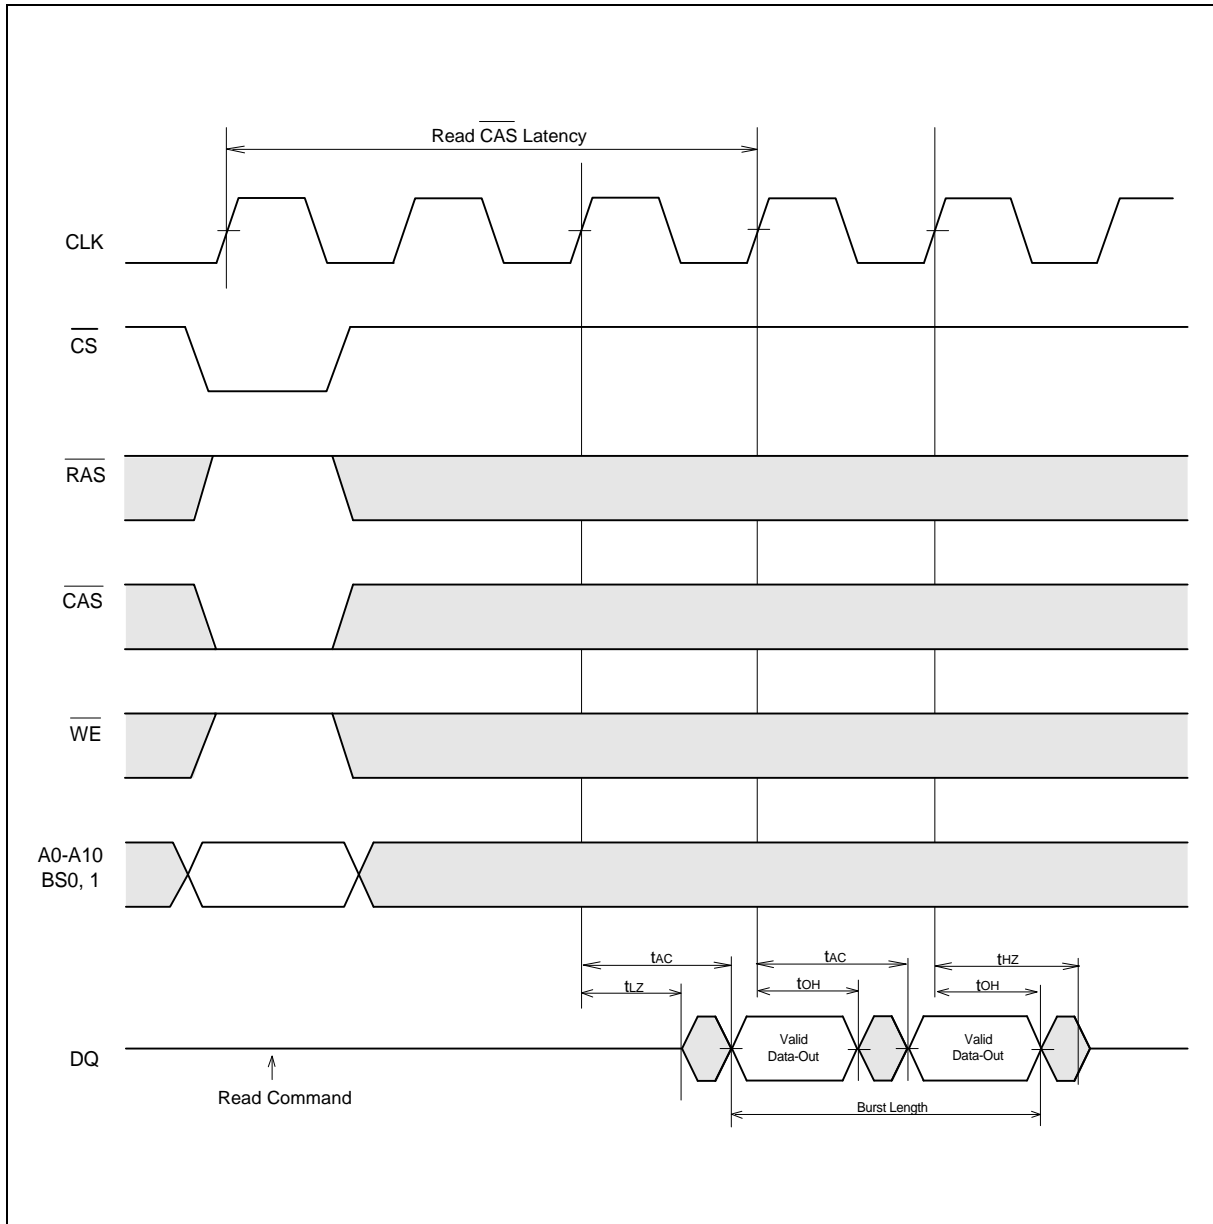 Read CAS Latency
CLK
CS
RAS
CAS
WE
A0-A10
BS0, 1
tAC
tAC
tHZ
tLZ
tOH
tOH
Valid
Data-Out
Valid
Data-Out
DQ
Read Command
Burst Length